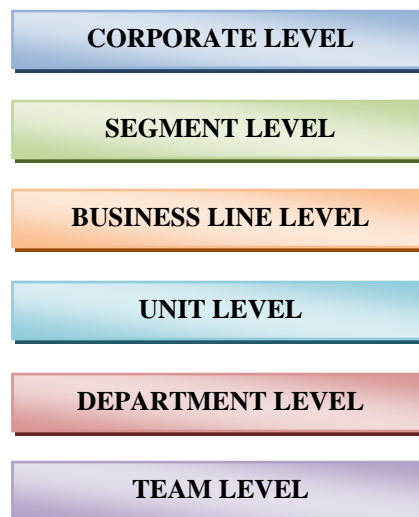 CORPORATE LEVEL
SEGMENT LEVEL
BUSINESS LINE LEVEL
UNIT LEVEL
DEPARTMENT LEVEL
TEAM LEVEL